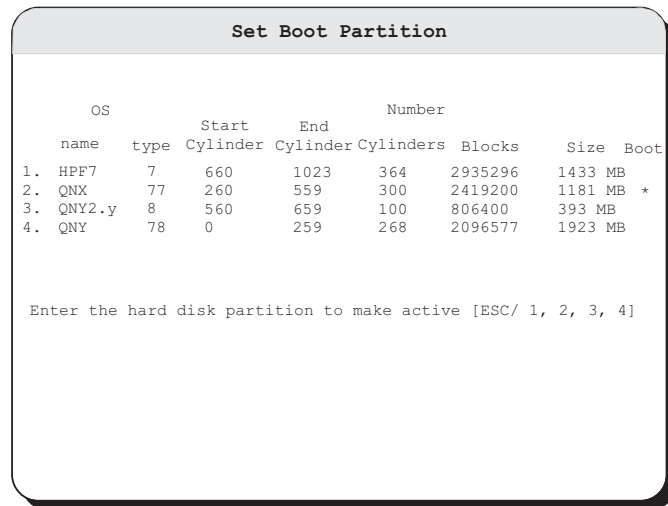 Set Boot Partition
OS Number
Start End
name type Cylinder Cylinder Cylinders Blocks Size Boot
1. HPF7 7 660 1023 364 2935296 1433 MB
2. QNX 77 260 559 300 2419200 1181 MB *
3. QNY2.y 8 560 659 100 806400 393 MB
4. QNY 78 0 259 268 2096577 1923 MB
Enter the hard disk partition to make active [ESC/ 1, 2, 3, 4]